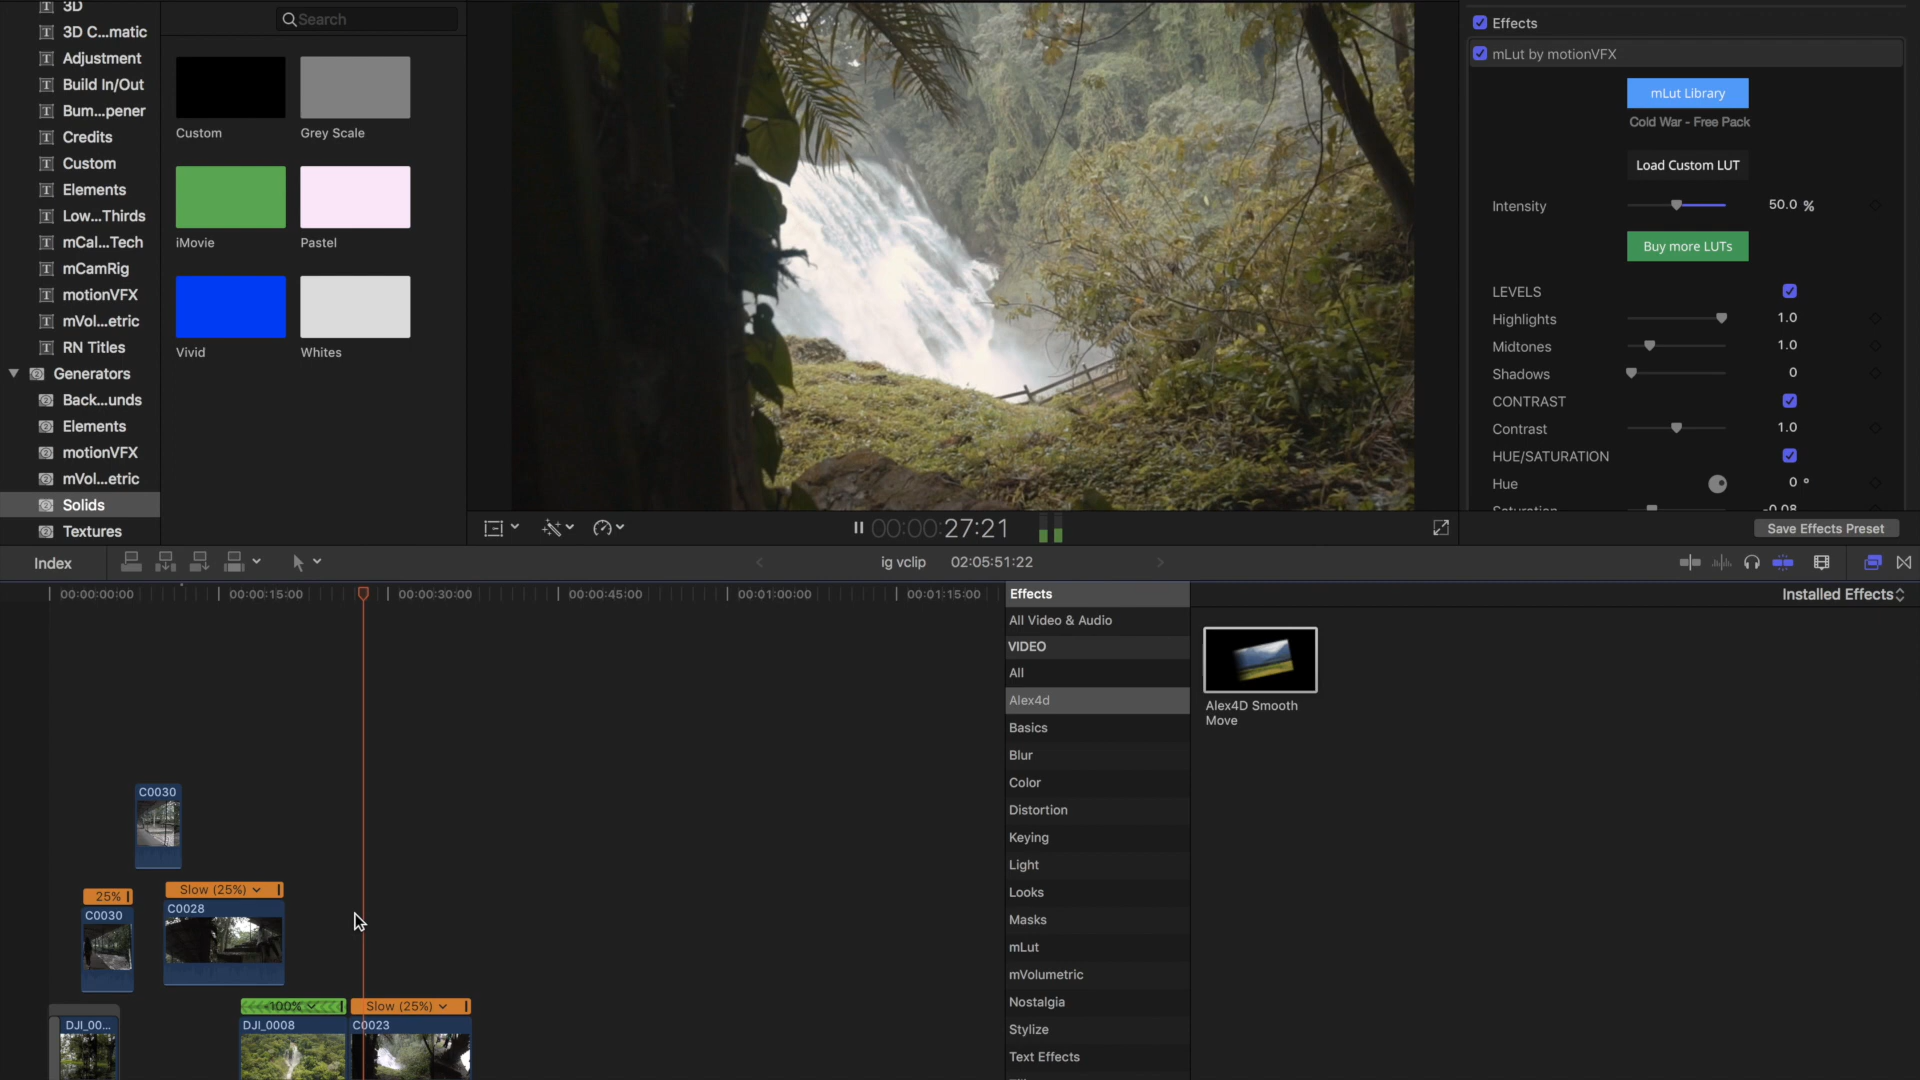 3D
3D C...matic
Adjustment
Build In/Out
Bum...pener
Credits
Custom
Elements
Low...Thirds
mCal...Tech
mCamRig
motionVFX
mVol...etric
RN Titles
Generators
Back...unds
Elements
motionVFX
mVol...etric
Solids
Textures
Search
Custom
Grey Scale
iMovie
Pastel
Vivid
Whites
Effects
mLut by motionVFX
mLut Library
Cold War - Free Pack
Load Custom LUT
Intensity 50.0 %
Buy more LUTs
LEVELS
Highlights 1.0
Midtones 1.0
Shadows 0
CONTRAST
Contrast 1.0
HUE/SATURATION
Hue 0 °
Saturation -0.08
Save Effects Preset
00:00:00:27:21
Index
ig vclip 02:05:51:22
00:00:00:00
00:00:15:00
00:00:30:00
00:00:45:00
00:01:00:00
00:01:15:00
C0030
25%
C0030
Slow (25%)
C0028
100%
DJI_0008
Slow (25%)
C0023
DJI_00...
Effects
All Video & Audio
VIDEO
All
Alex4d
Basics
Blur
Color
Distortion
Keying
Light
Looks
Masks
mLut
mVolumetric
Nostalgia
Stylize
Text Effects
Installed Effects
Alex4D Smooth
Move